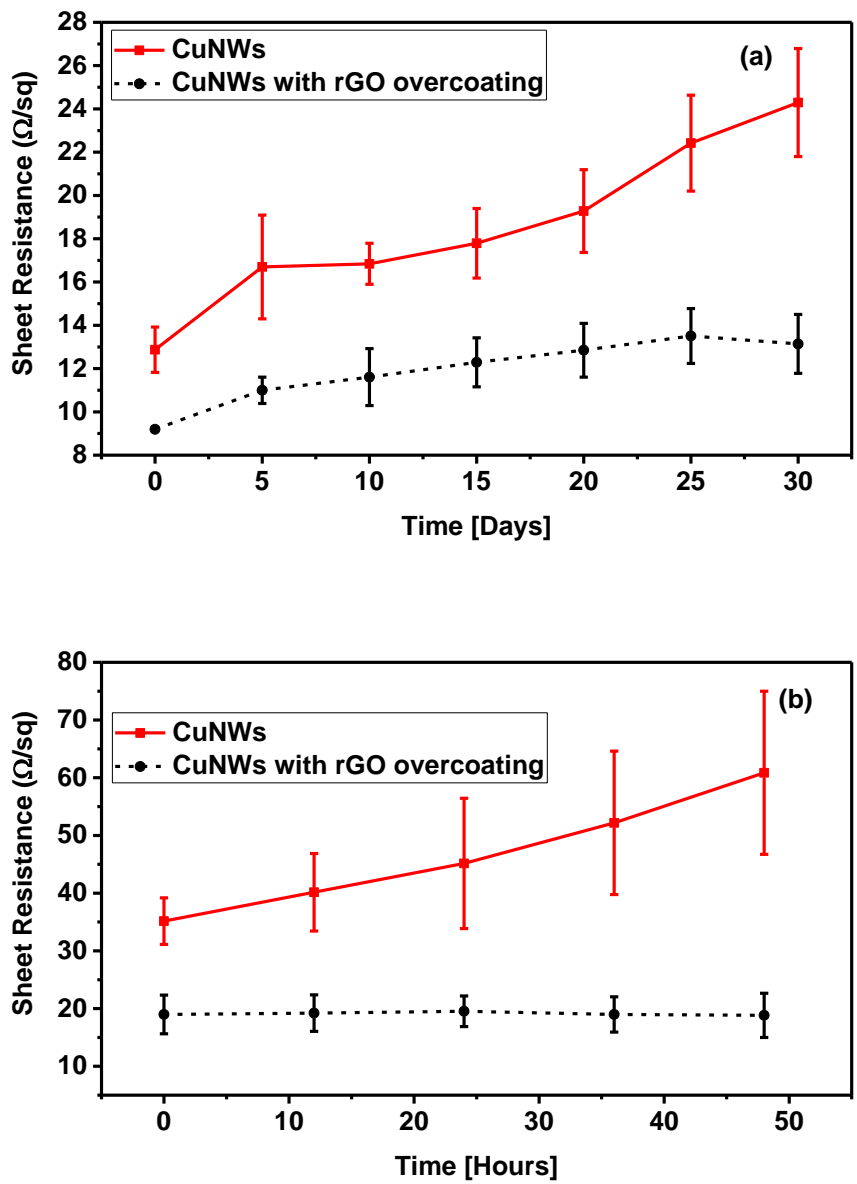 CuNWs
CuNWs with rGO overcoating
(a)
Sheet Resistance (Ω/sq)
28
26
24
22
20
18
16
14
12
10
8
0 5 10 15 20 25 30
Time [Days]
CuNWs
CuNWs with rGO overcoating
(b)
Sheet Resistance (Ω/sq)
80
70
60
50
40
30
20
10
0 10 20 30 40 50
Time [Hours]